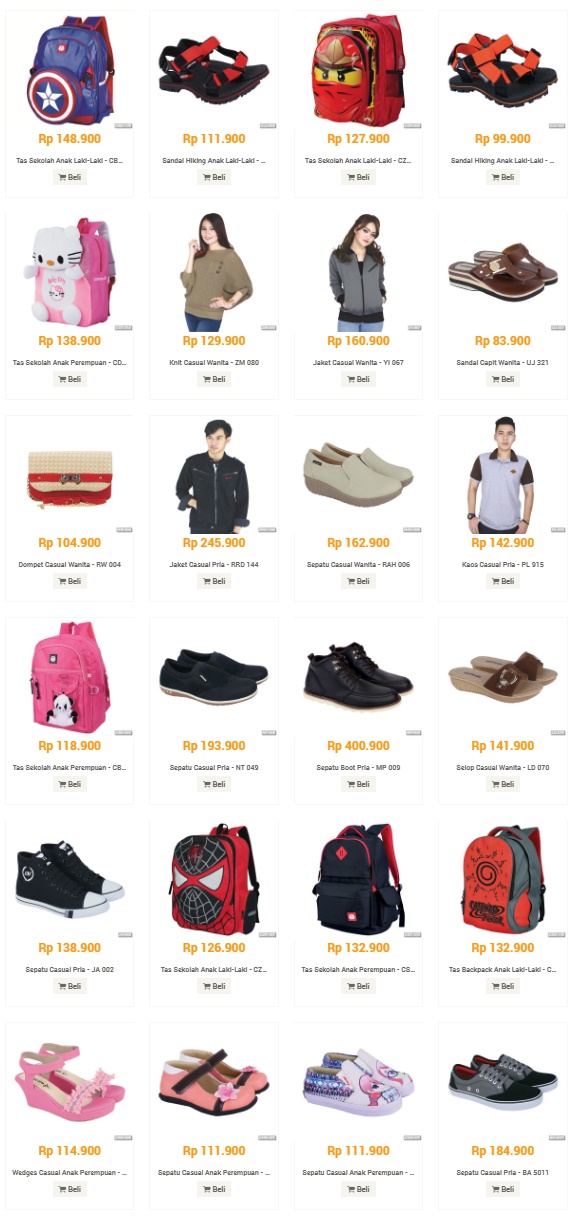 Rp 148.900
Rp 111.900
Rp 127.900
Rp 99.900
Tas Sekolah Anak Laki-Laki - CB...
Sandal Hiking Anak Laki-Laki - ...
Tas Sekolah Anak Laki-Laki - CZ...
Sandal Hiking Anak Laki-Laki - ...
Beli
Beli
Beli
Beli
Rp 138.900
Rp 129.900
Rp 160.900
Rp 83.900
Tas Sekolah Anak Perempuan - CD...
Knit Casual Wanita - ZM 080
Jaket Casual Wanita - YI 067
Sandal Capit Wanita - UJ 321
Beli
Beli
Beli
Beli
Rp 104.900
Rp 245.900
Rp 162.900
Rp 142.900
Dompet Casual Wanita - RW 004
Jaket Casual Pria - RRD 144
Sepatu Casual Wanita - RAH 006
Kaos Casual Pria - PL 915
Beli
Beli
Beli
Beli
Rp 118.900
Rp 193.900
Rp 400.900
Rp 141.900
Tas Sekolah Anak Perempuan - CB...
Sepatu Casual Pria - NT 049
Sepatu Boot Pria - MP 009
Selop Casual Wanita - LD 070
Beli
Beli
Beli
Beli
Rp 138.900
Rp 126.900
Rp 132.900
Rp 132.900
Sepatu Casual Pria - JA 002
Tas Sekolah Anak Laki-Laki - CZ...
Tas Sekolah Anak Perempuan - CS...
Tas Backpack Anak Laki-Laki - C...
Beli
Beli
Beli
Beli
Rp 114.900
Rp 111.900
Rp 111.900
Rp 184.900
Wedges Casual Anak Perempuan - ...
Sepatu Casual Anak Perempuan - ...
Sepatu Casual Anak Perempuan - ...
Sepatu Casual Pria - BA 5011
Beli
Beli
Beli
Beli